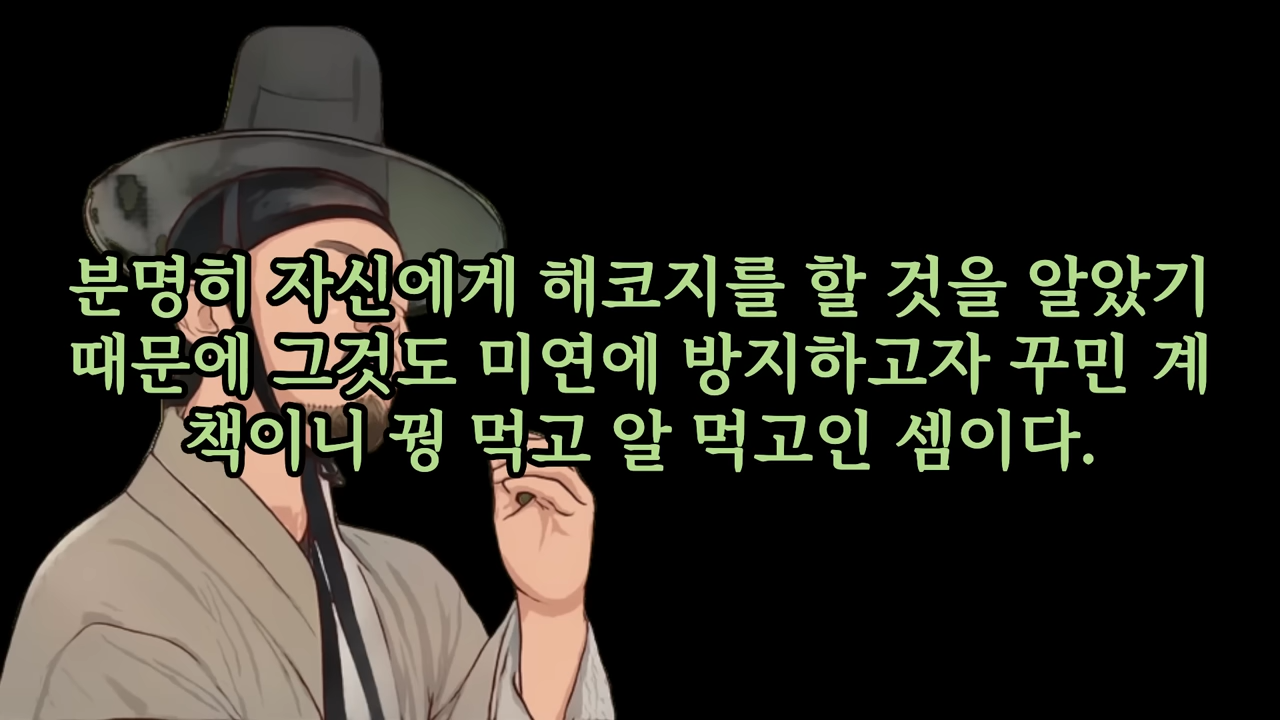 분명히 자신에게 해코지를 할 것을 알았기
때문에 그것도 미연에 방지하고자 꾸민 계
책이니 꿩 먹고 알 먹고인 셈이다.